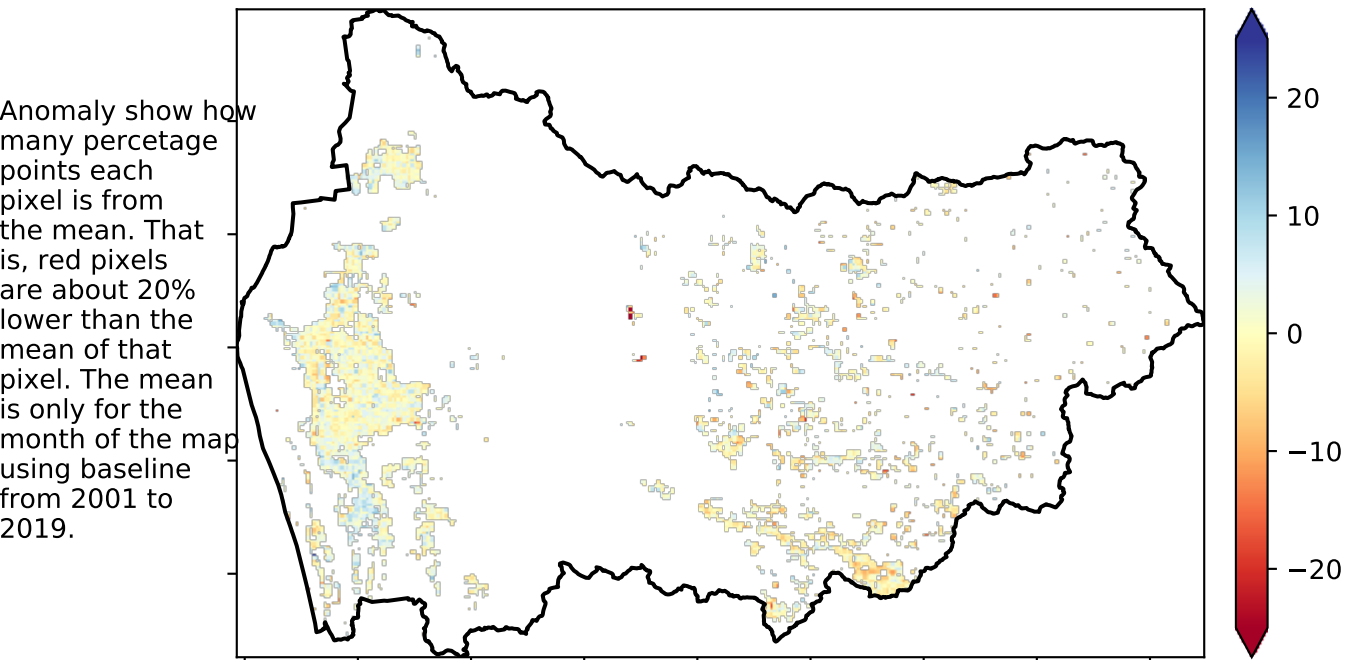 Anomaly show how
many percetage
points each
pixel is from
the mean. That
is, red pixels
are about 20%
lower than the
mean of that
pixel. The mean
is only for the
month of the map
using baseline
from 2001 to
2019.
20
10
0
−10
−20